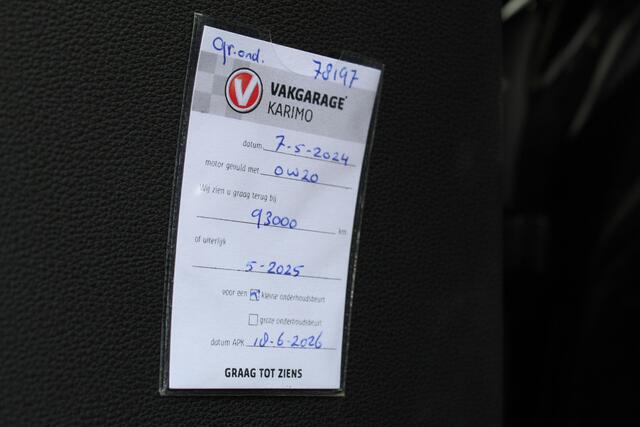 gr.ond.
78197
V
VAKGARAGE
KARIMO
datum 7-5-2024
motor gevuld met 0W20
Wij zien u graag terug bij
93000 km
of uiterlijk
5-2025
voor een kleine onderhoudsbeurt
grote onderhoudsbeurt
datum APK 18-6-2026
GRAAG TOT ZIENS